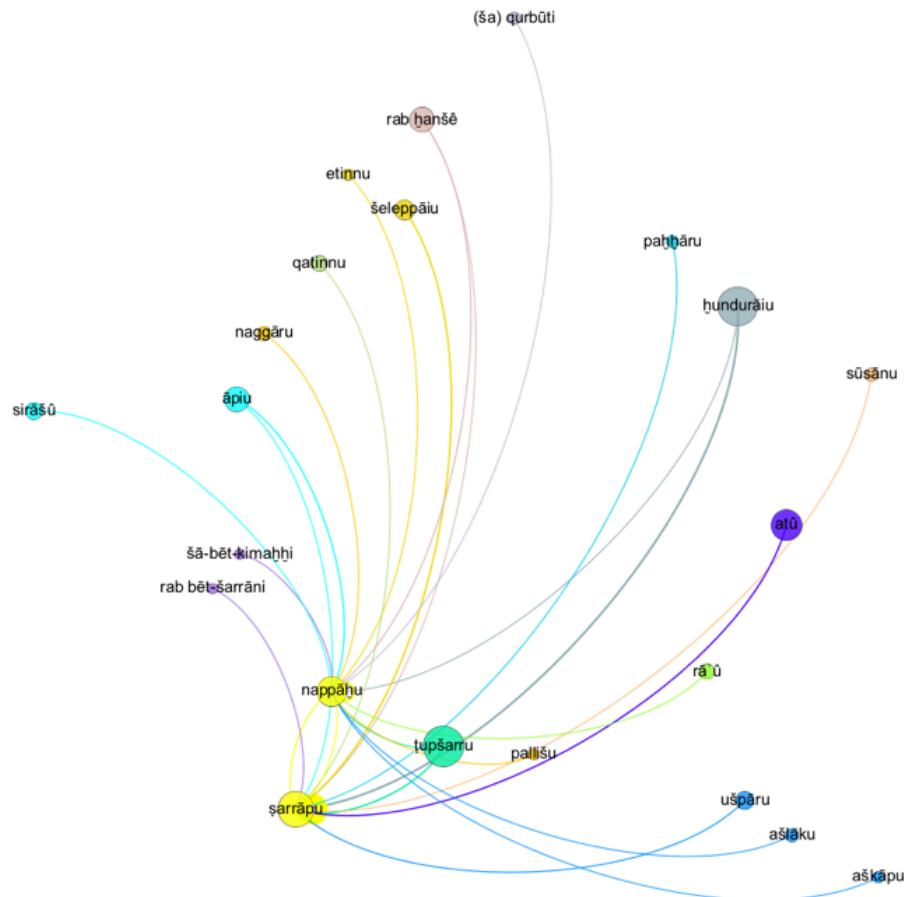 (ša) qurbūti
rab ḫanšê
etinnu
šeleppāiu
paḫḫāru
qatinnu
ḫundurāiu
naggāru
sūsānu
āpiu
sirāšû
atû
šā-bēt-kimaḫḫi
rab bēt-šarrāni
rā û
nappāḫu
ṭupšarru
pallišu
ušpāru
ṣarrāpu
ašlāku
aškāpu